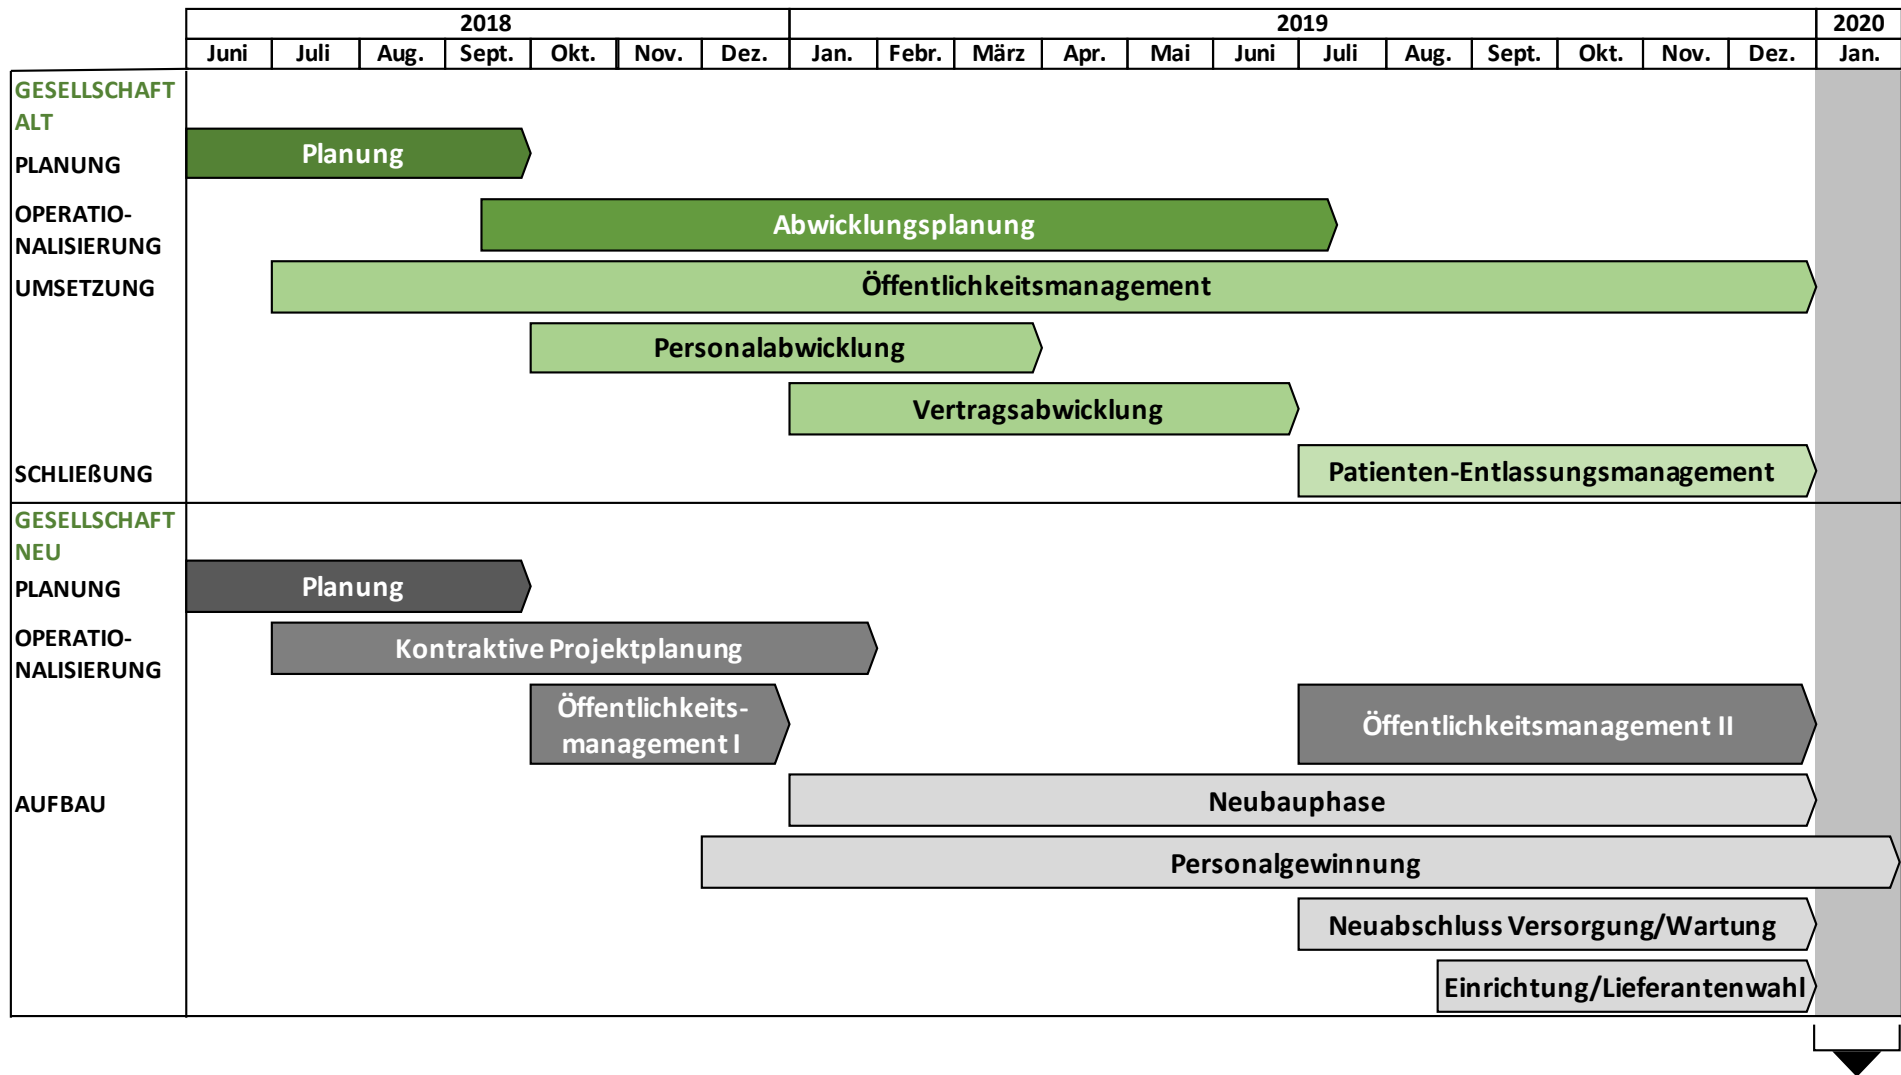 2018 2019 2020
Juni Juli Aug. Sept. Okt. Nov. Dez. Jan. Febr. März Apr. Mai Juni Juli Aug. Sept. Okt. Nov. Dez. Jan.
GESELLSCHAFT
ALT
PLANUNG
Planung
OPERATIO-
NALISIERUNG
Abwicklungsplanung
UMSETZUNG
Öffentlichkeitsmanagement
Personalabwicklung
Vertragsabwicklung
SCHLIEßUNG
Patienten-Entlassungsmanagement
GESELLSCHAFT
NEU
PLANUNG
Planung
OPERATIO-
NALISIERUNG
Kontraktive Projektplanung
Öffentlichkeits-
management I
Öffentlichkeitsmanagement II
AUFBAU
Neubauphase
Personalgewinnung
Neuabschluss Versorgung/Wartung
Einrichtung/Lieferantenwahl